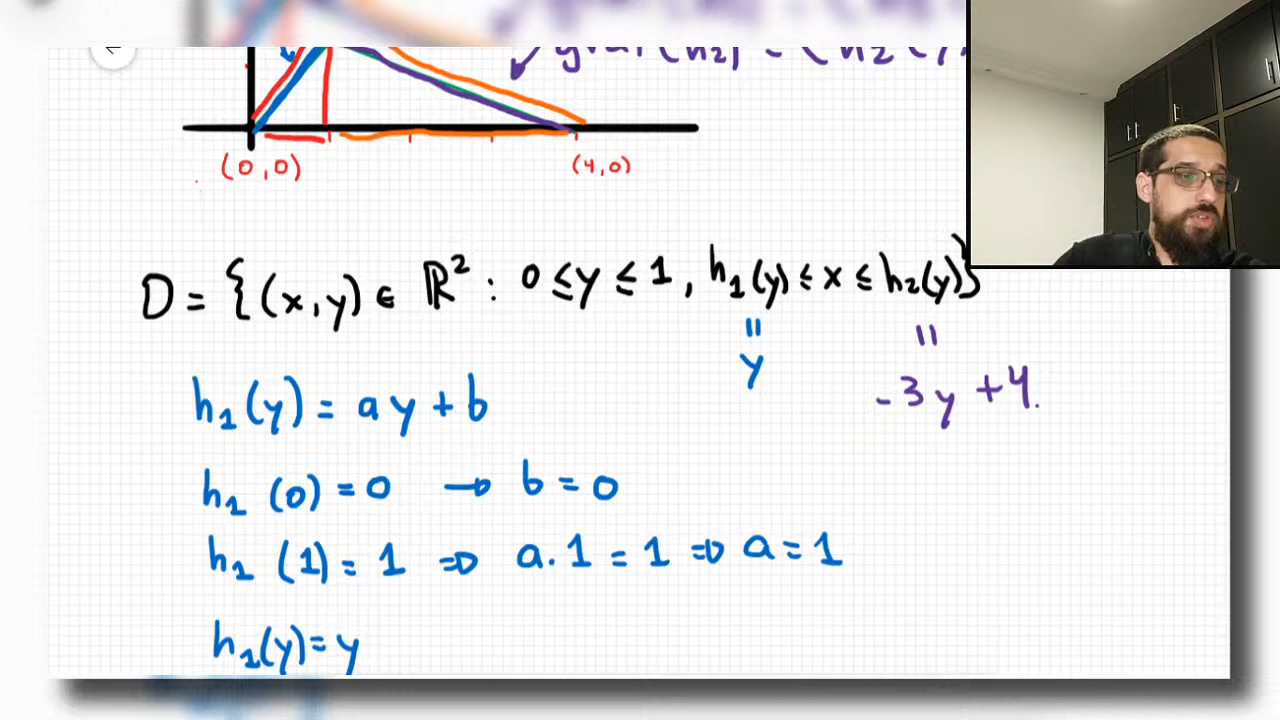 (0,0)
(4,0)
D = {(x,y) ∈ ℝ² : 0 ≤ y ≤ 1, h₁(y) ≤ x ≤ h₂(y)}
= y
= -3y + 4.
h₁(y) = ay + b
h₁(0) = 0 → b = 0
h₁(1) = 1 ⇒ a.1 = 1 ⇒ a = 1
h₁(y) = y